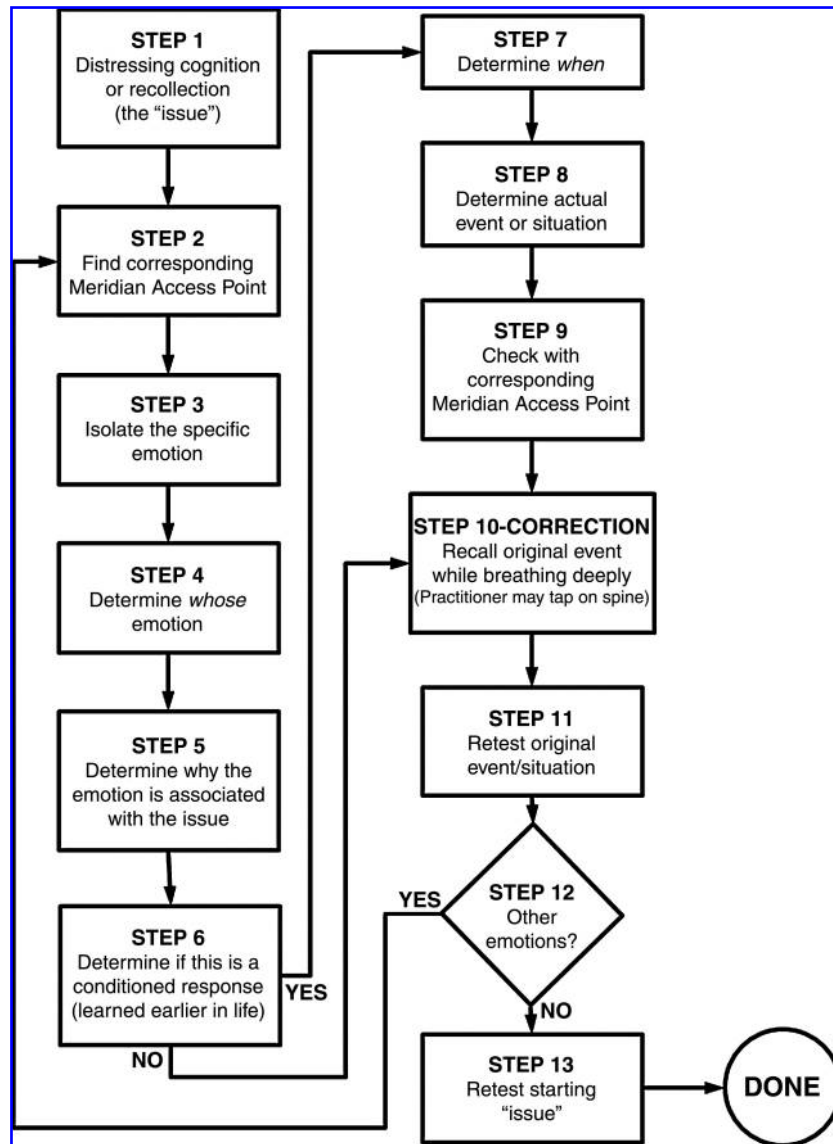 STEP 1
Distressing cognition
or recollection
(the “issue”)
STEP 2
Find corresponding
Meridian Access Point
STEP 3
Isolate the specific
emotion
STEP 4
Determine whose
emotion
STEP 5
Determine why the
emotion is associated
with the issue
STEP 6
Determine if this is a
conditioned response
(learned earlier in life)
YES
NO
STEP 7
Determine when
STEP 8
Determine actual
event or situation
STEP 9
Check with
corresponding
Meridian Access Point
STEP 10-CORRECTION
Recall original event
while breathing deeply
(Practitioner may tap on spine)
STEP 11
Retest original
event/situation
STEP 12
Other
emotions?
YES
NO
STEP 13
Retest starting
“issue”
DONE